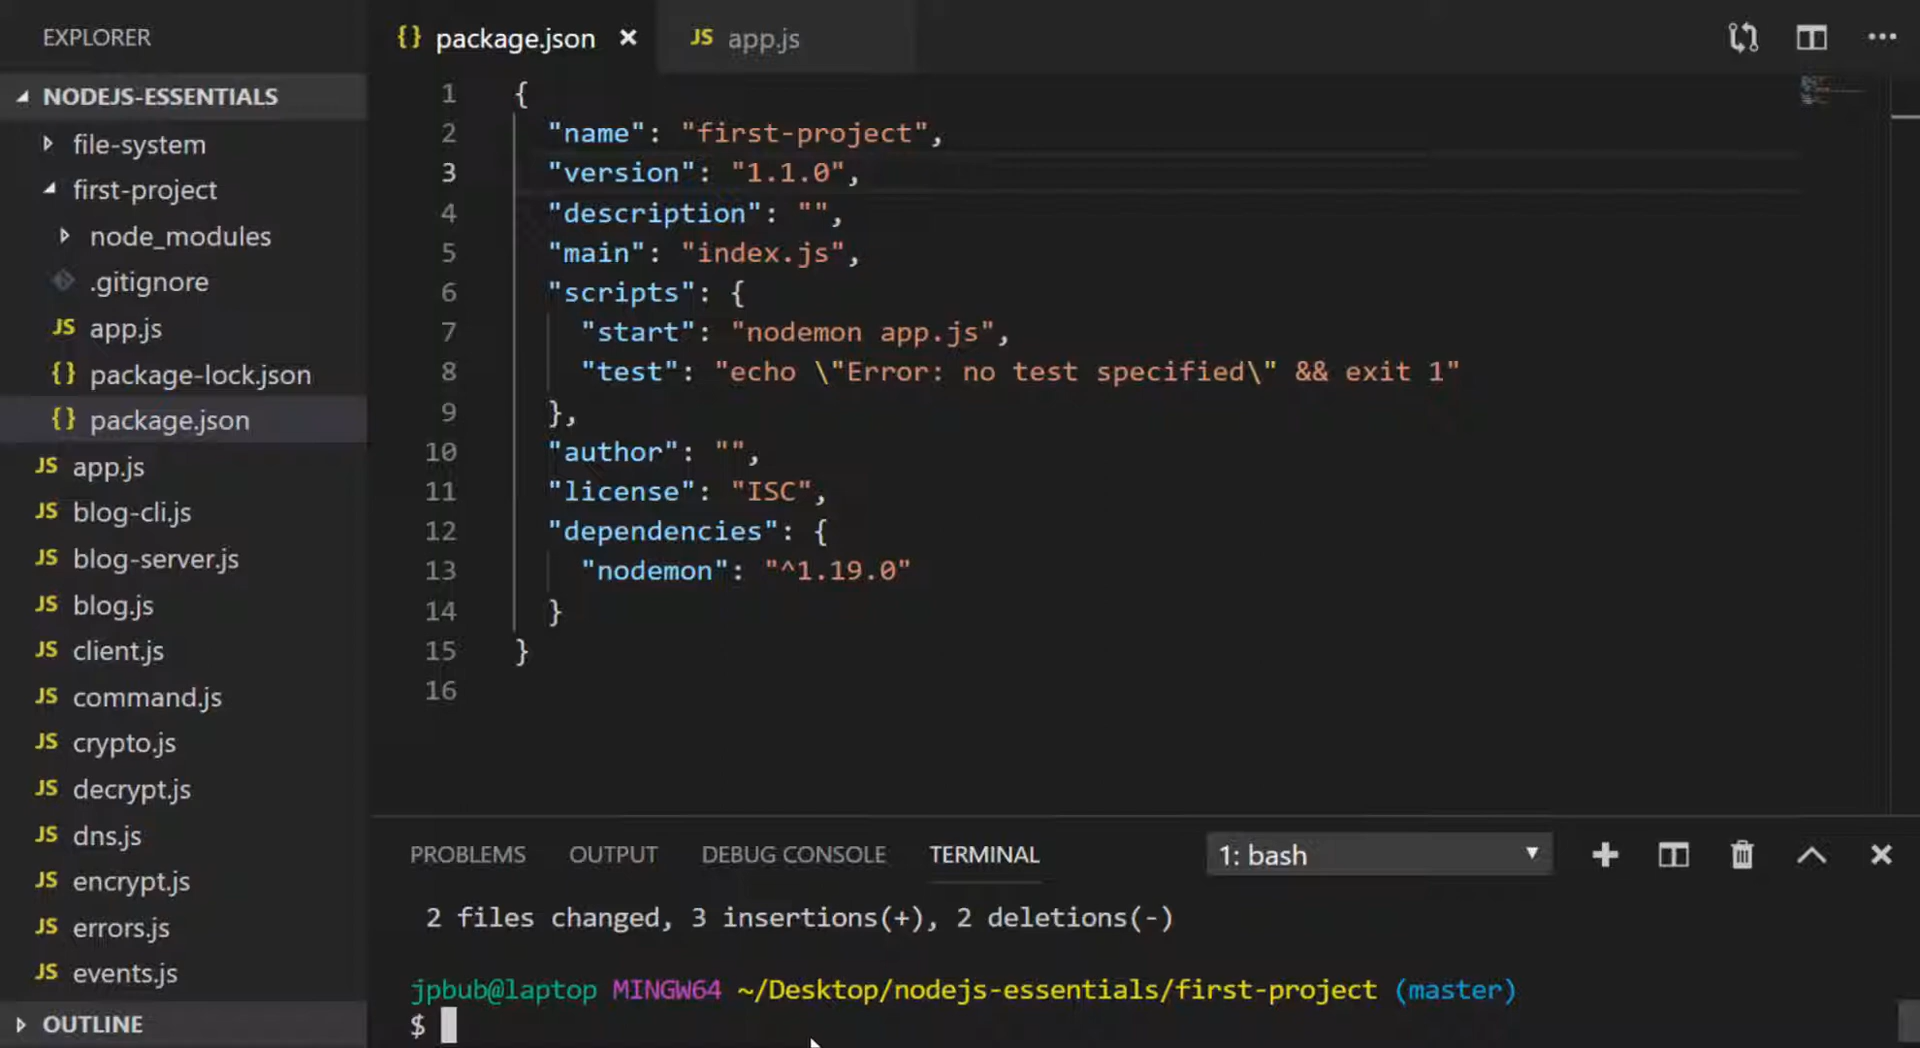 EXPLORER
NODEJS-ESSENTIALS
file-system
first-project
node_modules
.gitignore
JS app.js
{} package-lock.json
{} package.json
JS app.js
JS blog-cli.js
JS blog-server.js
JS blog.js
JS client.js
JS command.js
JS crypto.js
JS decrypt.js
JS dns.js
JS encrypt.js
JS errors.js
JS events.js
OUTLINE
{} package.json
JS app.js
1 {
2 "name": "first-project",
3 "version": "1.1.0",
4 "description": "",
5 "main": "index.js",
6 "scripts": {
7 "start": "nodemon app.js",
8 "test": "echo \"Error: no test specified\" && exit 1"
9 },
10 "author": "",
11 "license": "ISC",
12 "dependencies": {
13 "nodemon": "^1.19.0"
14 }
15 }
16
PROBLEMS OUTPUT DEBUG CONSOLE TERMINAL 1: bash
2 files changed, 3 insertions(+), 2 deletions(-)
jpbub@laptop MINGW64 ~/Desktop/nodejs-essentials/first-project (master)
$